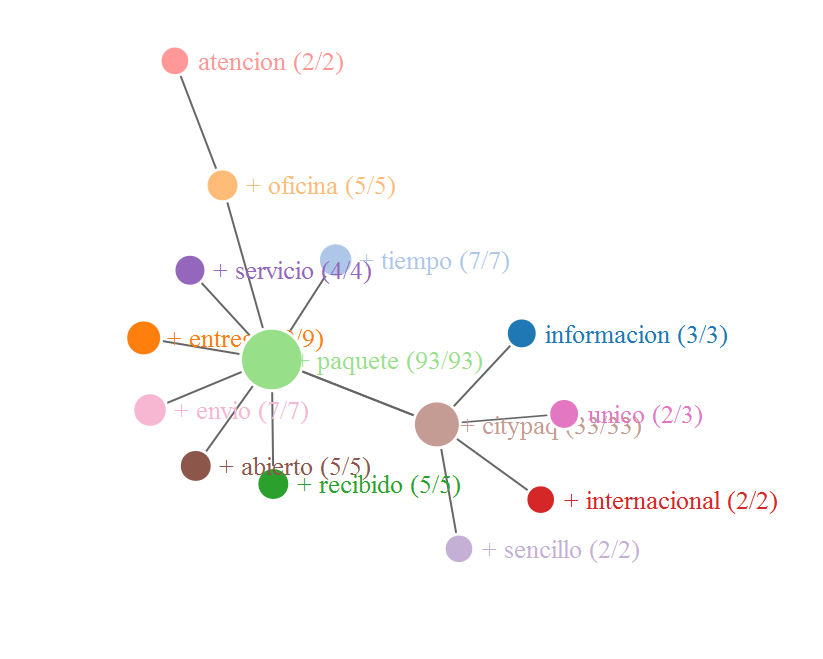 atencion (2/2)
+ oficina (5/5)
+ tiempo (7/7)
+ servicio (4/4)
informacion (3/3)
/9)
+ paquete (93/93)
+ envio (7/7)
unico (2/3)
+ citypaq (33/33)
+ abierto (5/5)
+ recibido (5/5)
+ internacional (2/2)
+ sencillo (2/2)